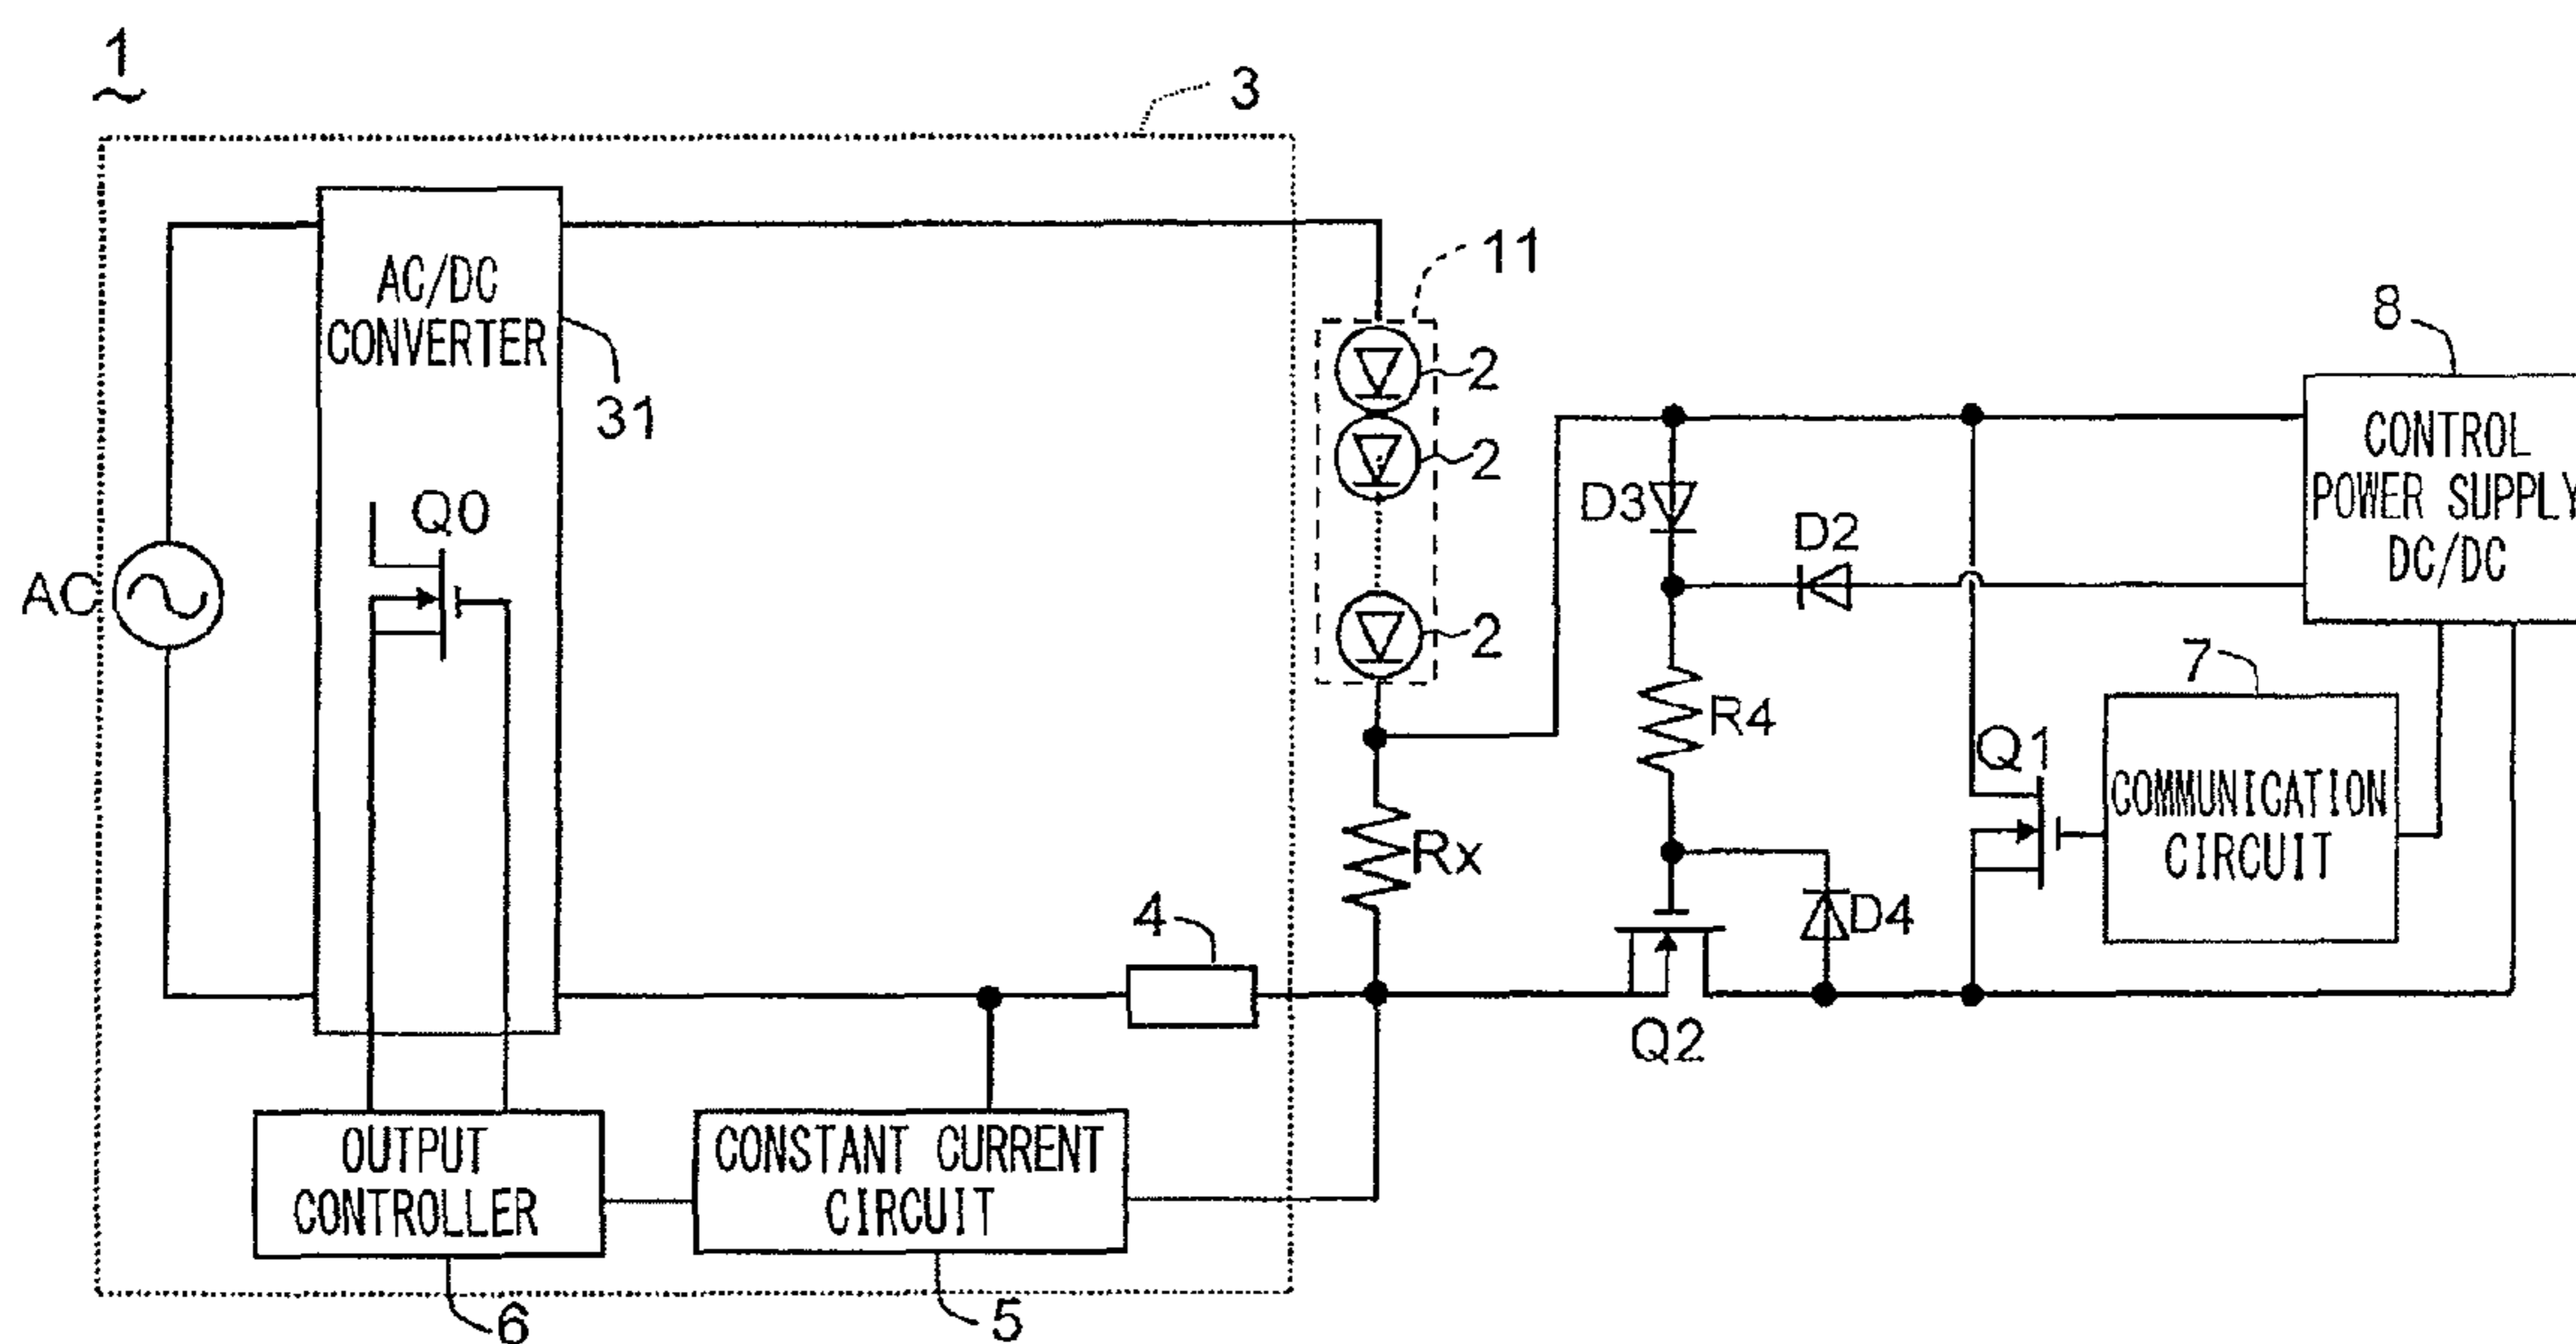 1
3
AC/DC
CONVERTER
31
11
2
2
2
Q0
AC
8
CONTROL
POWER SUPPLY
DC/DC
D3
D2
R4
7
Q1
COMMUNICATION
CIRCUIT
Rx
4
D4
Q2
OUTPUT
CONTROLLER
CONSTANT CURRENT
CIRCUIT
6
5